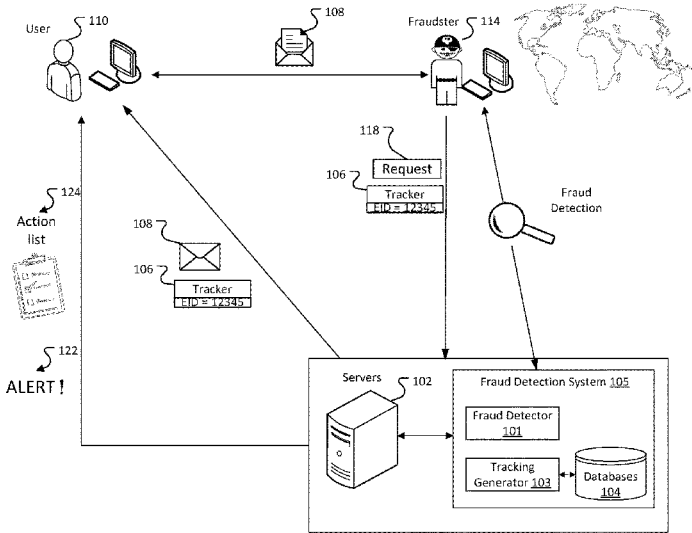 User
110
108
Fraudster
114
118
Request
106
Tracker
EID = 12345
Fraud
Detection
124
Action
list
108
106
Tracker
EID = 12345
122
ALERT!
Servers
102
Fraud Detection System 105
Fraud Detector
101
Tracking
Generator 103
Databases
104